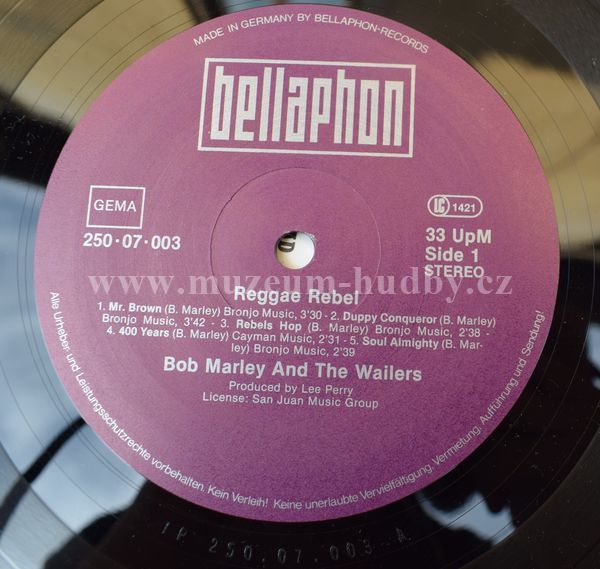 MADE IN GERMANY BY BELLAPHON-RECORDS
bellaphon
GEMA
250·07·003
LC 1421
33 UpM
Side 1
STEREO
www.muzeum-hudby.cz
Reggae Rebel
1. Mr. Brown (B. Marley) Bronjo Music, 3'30 - 2. Duppy Conqueror (B. Marley)
Bronjo Music, 3'42 - 3. Rebels Hop (B. Marley) Bronjo Music, 2'38 -
4. 400 Years (B. Marley) Cayman Music, 2'31 - 5. Soul Almighty (B. Mar-
ley) Bronjo Music, 2'39
Bob Marley And The Wailers
Produced by Lee Perry
License: San Juan Music Group
Alle Urheber und Leistungsschutzrechte vorbehalten. Kein Verleih! Keine unerlaubte Vervielfältigung, Vermietung, Aufführung und Sendung!
250.07.003-A